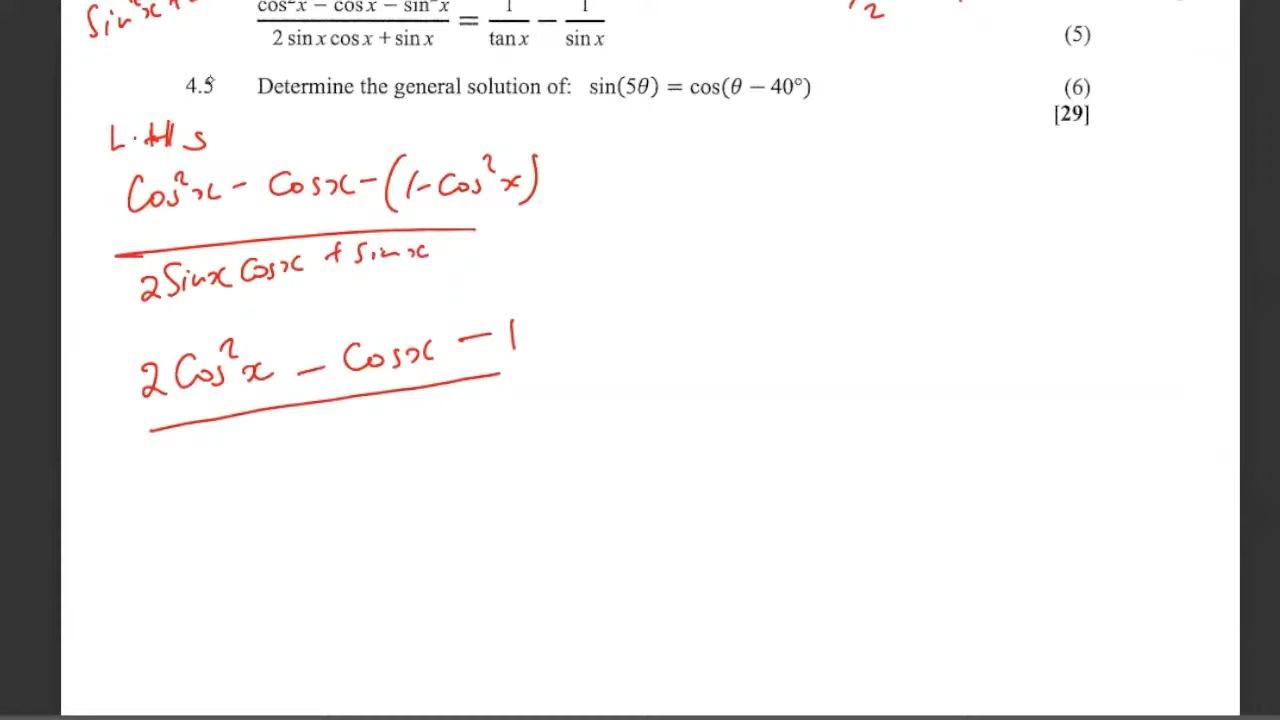 sin²x
cos²x − cos x − sin²x / 2 sin x cos x + sin x = 1/tan x − 1/sin x
(5)
4.5 Determine the general solution of: sin(5θ) = cos(θ − 40°) (6)
[29]
L.H S
Cos²x − Cosx − (1 − Cos²x)
2Sinx Cosx + Sinx
2Cos²x − Cosx − 1